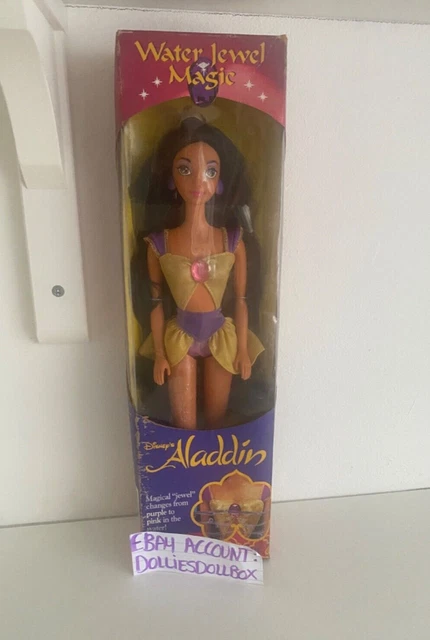 Water Jewel
Magic
Disney's
Aladdin
Magical "jewel"
changes from
purple to
pink in the
water!
EBAY ACCOUNT:
DOLLiESDOLLBOX